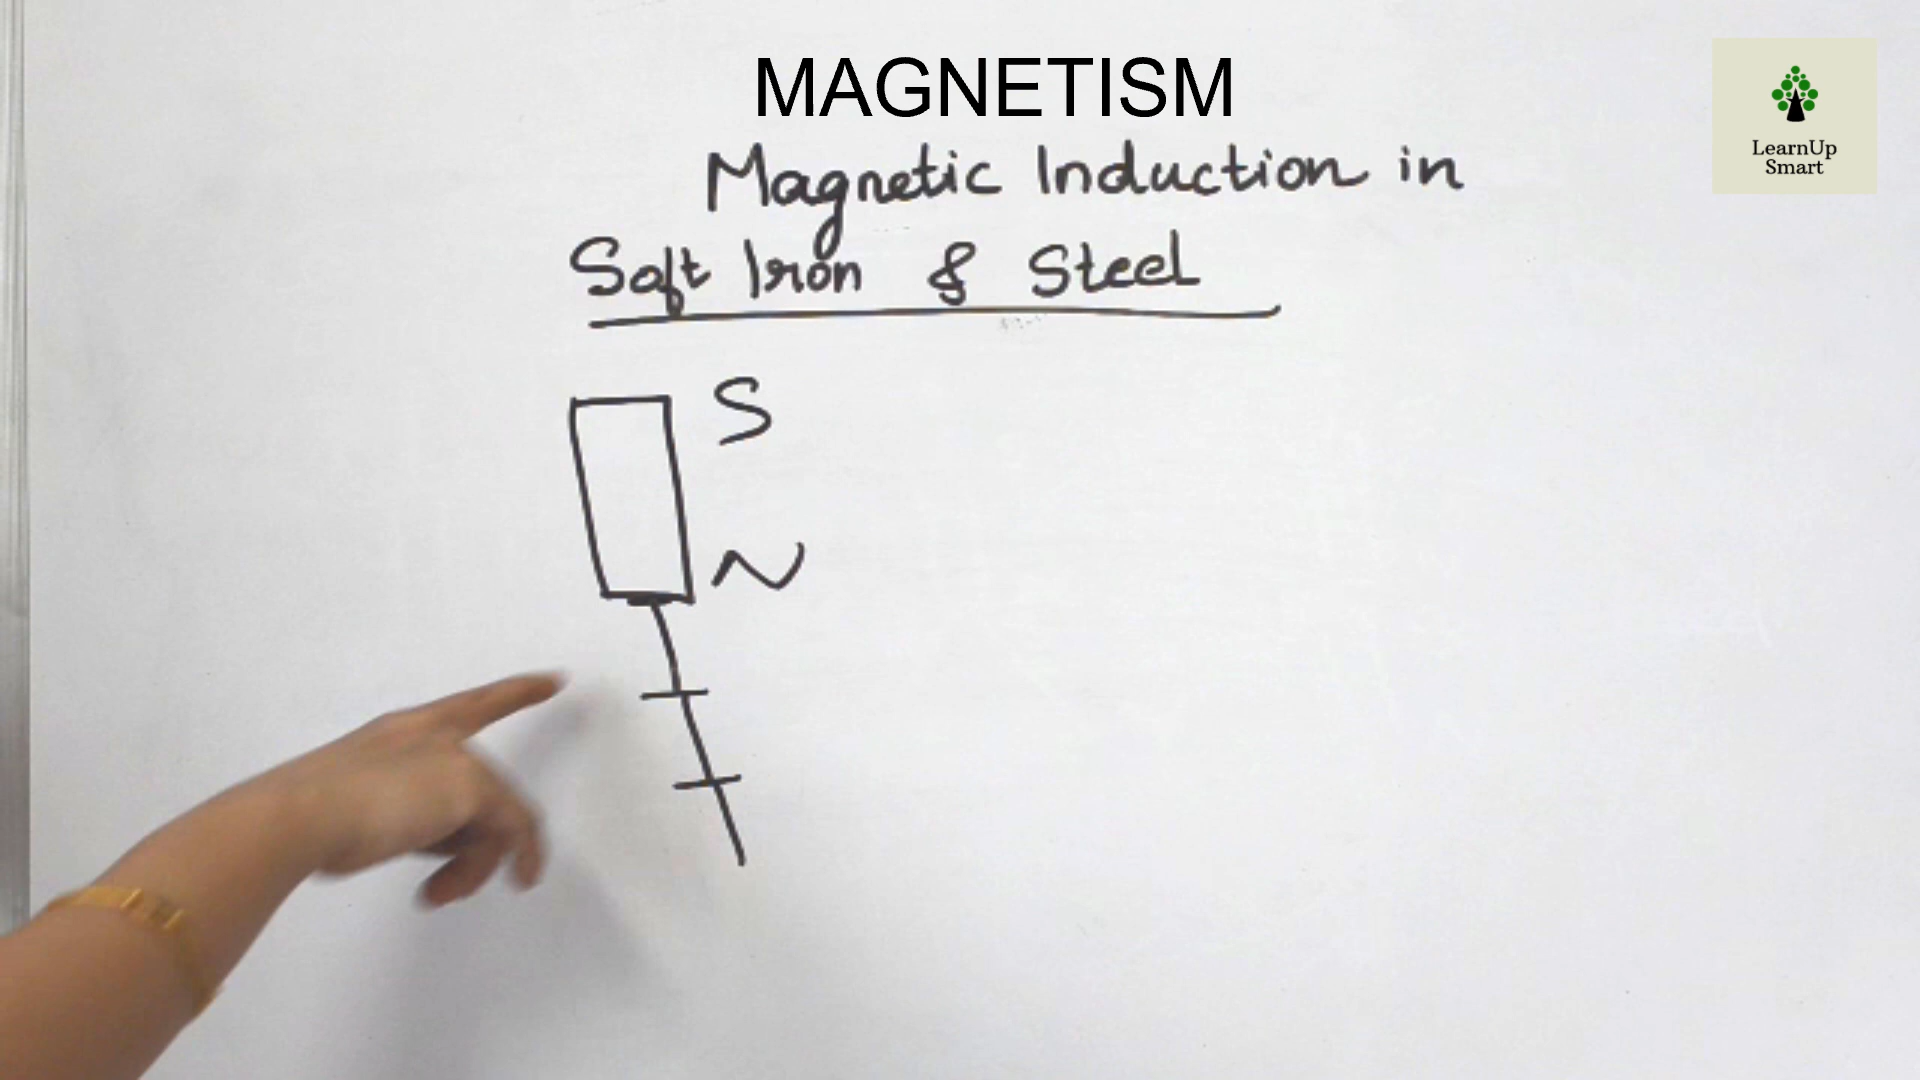 MAGNETISM
LearnUp
Smart
Magnetic Induction in
Soft Iron & Steel
S
N